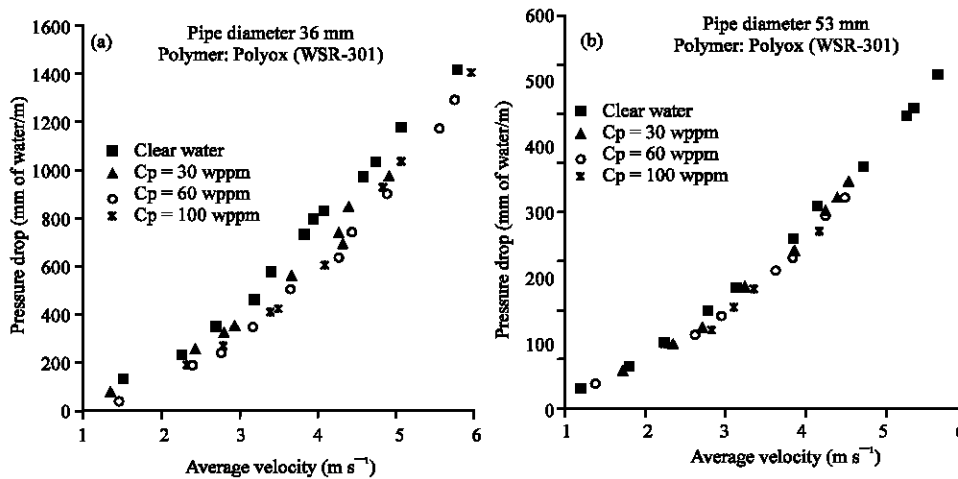 (a)
Pipe diameter 36 mm
Polymer: Polyox (WSR-301)
Clear water
Cp = 30 wppm
Cp = 60 wppm
Cp = 100 wppm
Pressure drop (mm of water/m)
1600
1400
1200
1000
800
600
400
200
0
1 2 3 4 5 6
Average velocity (m s⁻¹)
(b)
Pipe diameter 53 mm
Polymer: Polyox (WSR-301)
Clear water
Cp = 30 wppm
Cp = 60 wppm
Cp = 100 wppm
Pressure drop (mm of water/m)
600
500
400
300
200
100
0
1 2 3 4 5 6
Average velocity (m s⁻¹)